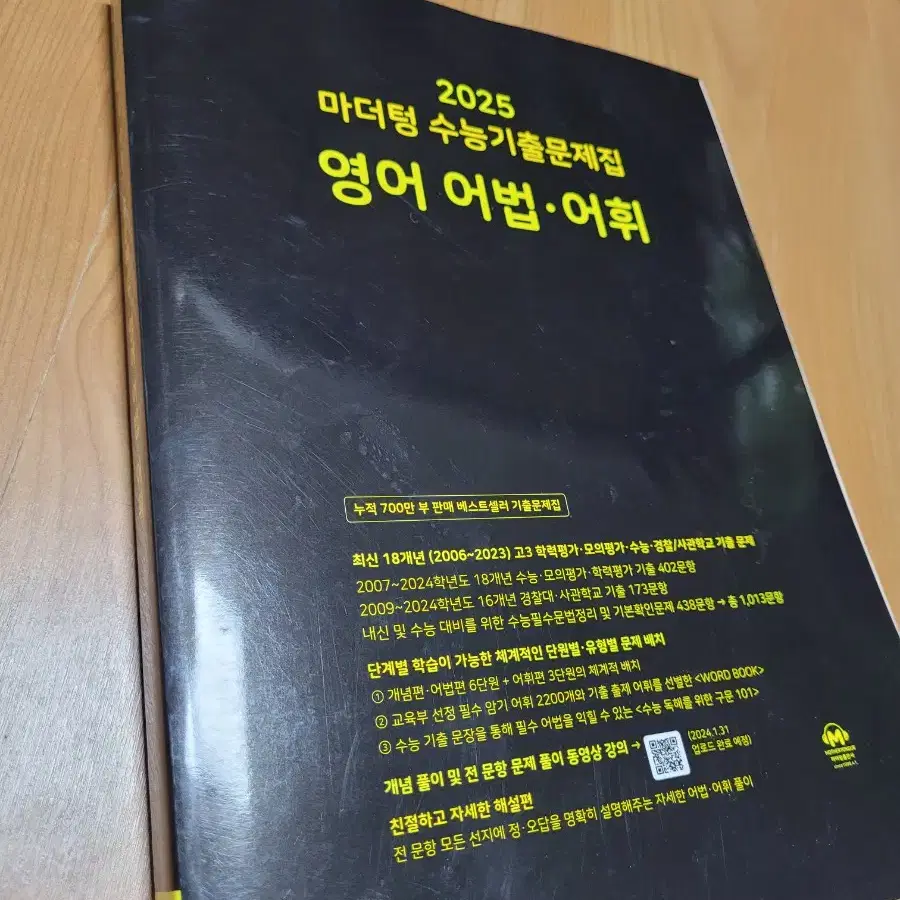 2025
마더텅 수능기출문제집
영어 어법·어휘
누적 700만 부 판매 베스트셀러 기출문제집
최신 18개년 (2006~2023) 고3 학력평가·모의평가·수능·경찰/사관학교 기출 문제
2007~2024학년도 18개년 수능·모의평가·학력평가 기출 402문항
2009~2024학년도 16개년 경찰대·사관학교 기출 173문항
내신 및 수능 대비를 위한 수능필수문법정리 및 기본확인문제 438문항 → 총 1,013문항
단계별 학습이 가능한 체계적인 단원별·유형별 문제 배치
① 개념편·어법편 6단원 + 어휘편 3단원의 체계적 배치
② 교육부 선정 필수 암기 어휘 2200개와 기출 출제 어휘를 선별한 <WORD BOOK>
③ 수능 기출 문장을 통해 필수 어법을 익힐 수 있는 <수능 독해를 위한 구문 101>
개념 풀이 및 전 문항 문제 풀이 동영상 강의 →
(2024.1.31
업로드 완료 예정)
친절하고 자세한 해설편
전 문항 모든 선지에 정·오답을 명확히 설명해주는 자세한 어법·어휘 풀이
M
MOTHERTONGUE